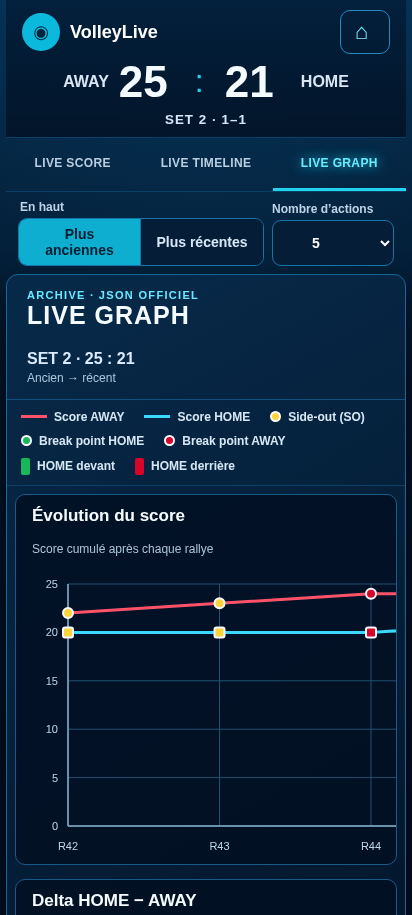 VolleyLive
AWAY 25 : 21 HOME
SET 2 · 1–1
LIVE SCORE LIVE TIMELINE LIVE GRAPH
En haut
Nombre d'actions
Plus anciennes
Plus récentes
5
ARCHIVE · JSON OFFICIEL
LIVE GRAPH
SET 2 · 25 : 21
Ancien → récent
Score AWAY Score HOME Side-out (SO)
Break point HOME Break point AWAY
HOME devant HOME derrière
Évolution du score
Score cumulé après chaque rallye
25
20
15
10
5
0
R42 R43 R44
Delta HOME − AWAY